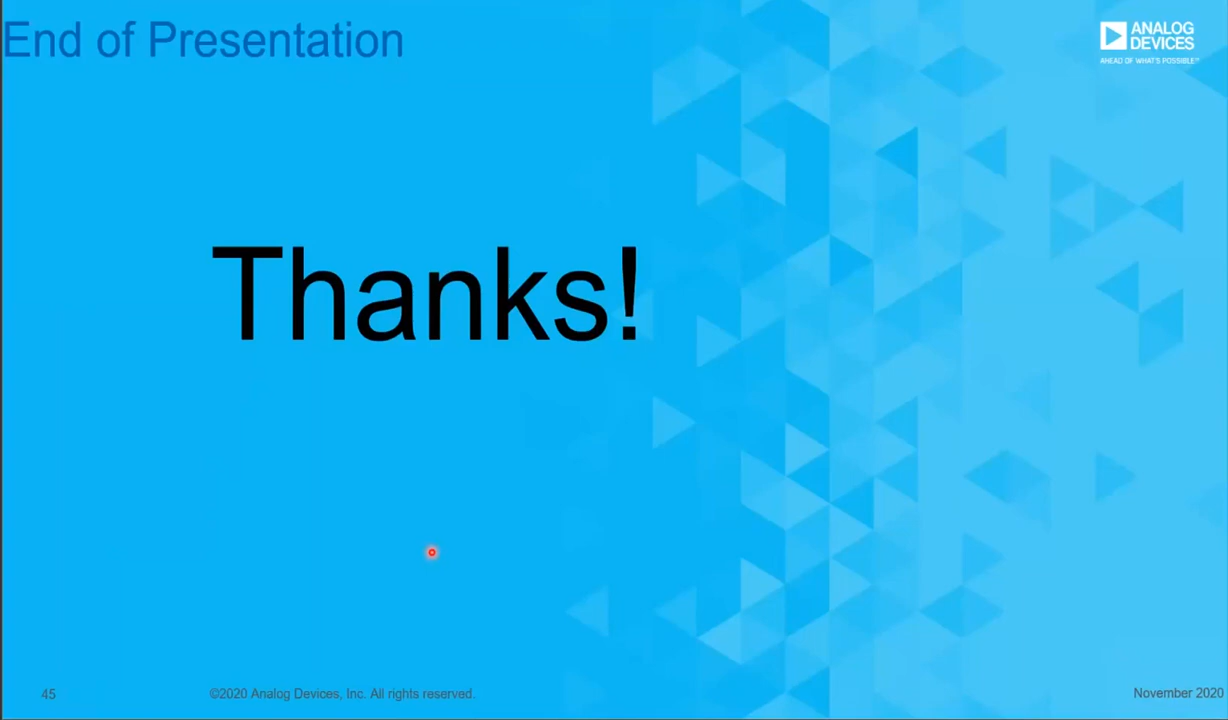 End of Presentation
ANALOG
DEVICES
AHEAD OF WHAT'S POSSIBLE™
Thanks!
45
©2020 Analog Devices, Inc. All rights reserved.
November 2020